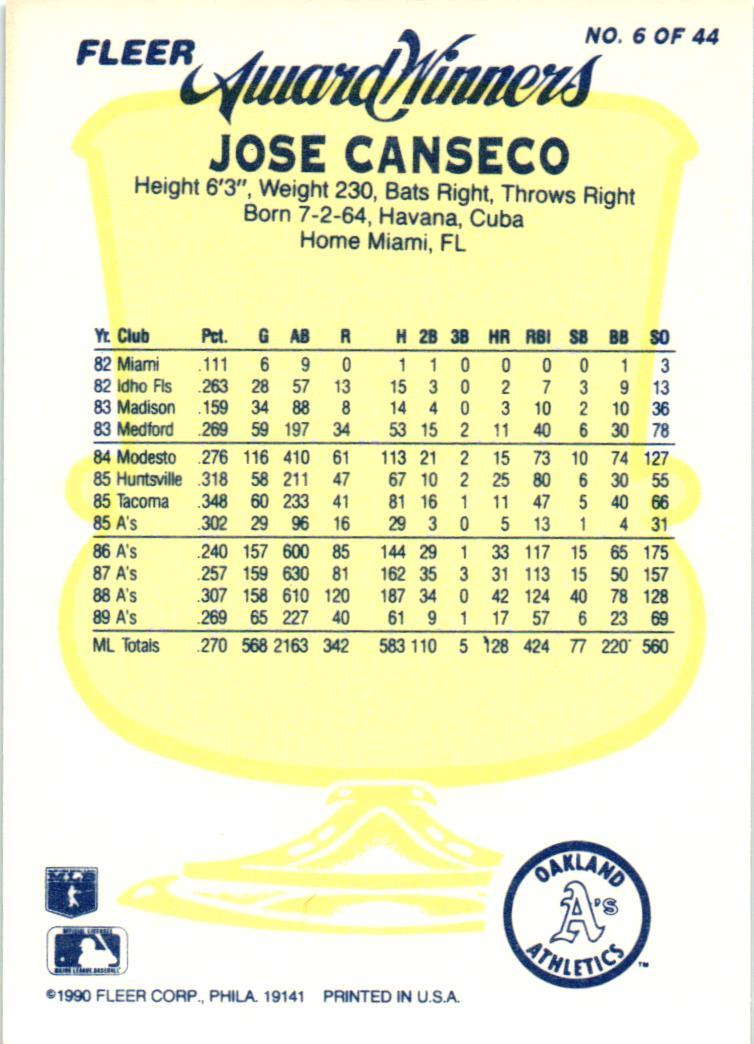 NO. 6 OF 44
FLEER
Award Winners
JOSE CANSECO
Height 6'3", Weight 230, Bats Right, Throws Right
Born 7-2-64, Havana, Cuba
Home Miami, FL
Yr. Club Pct. G AB R H 2B 3B HR RBI SB BB SO
82 Miami .111 6 9 0 1 1 0 0 0 0 1 3
82 Idho Fls .263 28 57 13 15 3 0 2 7 3 9 13
83 Madison .159 34 88 8 14 4 0 3 10 2 10 36
83 Medford .269 59 197 34 53 15 2 11 40 6 30 78
84 Modesto .276 116 410 61 113 21 2 15 73 10 74 127
85 Huntsville .318 58 211 47 67 10 2 25 80 6 30 55
85 Tacoma .348 60 233 41 81 16 1 11 47 5 40 66
85 A's .302 29 96 16 29 3 0 5 13 1 4 31
86 A's .240 157 600 85 144 29 1 33 117 15 65 175
87 A's .257 159 630 81 162 35 3 31 113 15 50 157
88 A's .307 158 610 120 187 34 0 42 124 40 78 128
89 A's .269 65 227 40 61 9 1 17 57 6 23 69
ML Totals .270 568 2163 342 583 110 5 128 424 77 220 560
OAKLAND
A's
ATHLETICS
™
OFFICIAL LICENSEE
MAJOR LEAGUE BASEBALL
©1990 FLEER CORP., PHILA. 19141 PRINTED IN U.S.A.